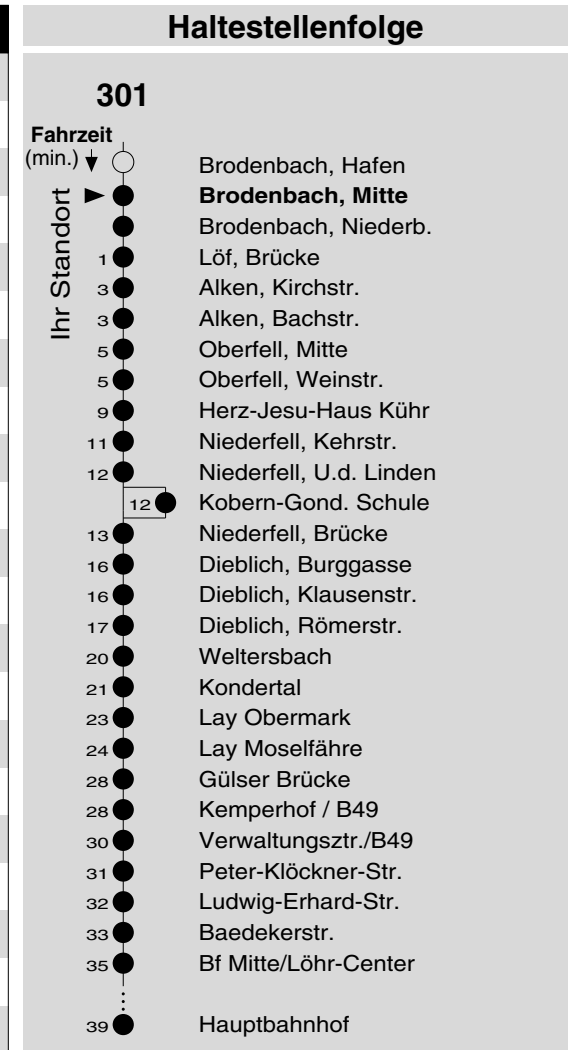 Haltestellenfolge
301
Fahrzeit
(min.)
Ihr Standort
Brodenbach, Hafen
Brodenbach, Mitte
Brodenbach, Niederb.
1 Löf, Brücke
3 Alken, Kirchstr.
3 Alken, Bachstr.
5 Oberfell, Mitte
5 Oberfell, Weinstr.
9 Herz-Jesu-Haus Kühr
11 Niederfell, Kehrstr.
12 Niederfell, U.d. Linden
12 Kobern-Gond. Schule
13 Niederfell, Brücke
16 Dieblich, Burggasse
16 Dieblich, Klausenstr.
17 Dieblich, Römerstr.
20 Weltersbach
21 Kondertal
23 Lay Obermark
24 Lay Moselfähre
28 Gülser Brücke
28 Kemperhof / B49
30 Verwaltungsztr./B49
31 Peter-Klöckner-Str.
32 Ludwig-Erhard-Str.
33 Baedekerstr.
35 Bf Mitte/Löhr-Center
39 Hauptbahnhof